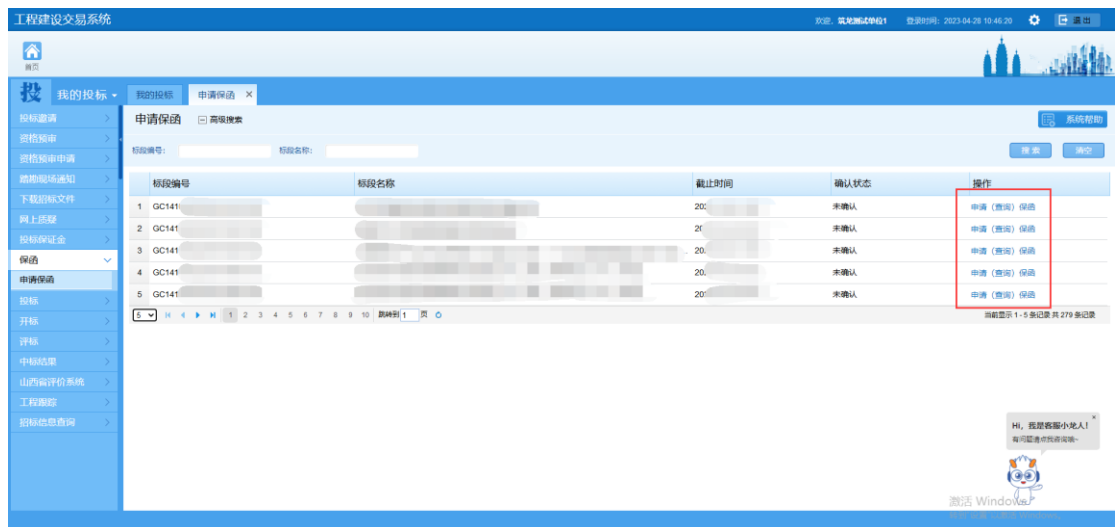 工程建设交易系统
欢迎, 筑龙测试单位1 登录时间: 2023-04-28 10:46:20 退出
首页
投 我的投标 我的投标 申请保函 ×
投标邀请
资格预审
资格预审申请
踏勘现场通知
下载招标文件
网上质疑
投标保证金
保函
申请保函
投标
开标
评标
中标结果
山西省评价系统
工程跟踪
招标信息查询
申请保函 高级搜索 系统帮助
标段编号: 标段名称: 搜索 清空
标段编号 标段名称 截止时间 确认状态 操作
1 GC141 未确认 申请(查询)保函
2 GC141 未确认 申请(查询)保函
3 GC141 未确认 申请(查询)保函
4 GC141 未确认 申请(查询)保函
5 GC141 未确认 申请(查询)保函
5 1 2 3 4 5 6 7 8 9 10 跳转到 1 页 当前显示 1 - 5 条记录 共 279 条记录
Hi, 我是客服小龙人! ×
有问题请点我咨询哦~
激活 Windows